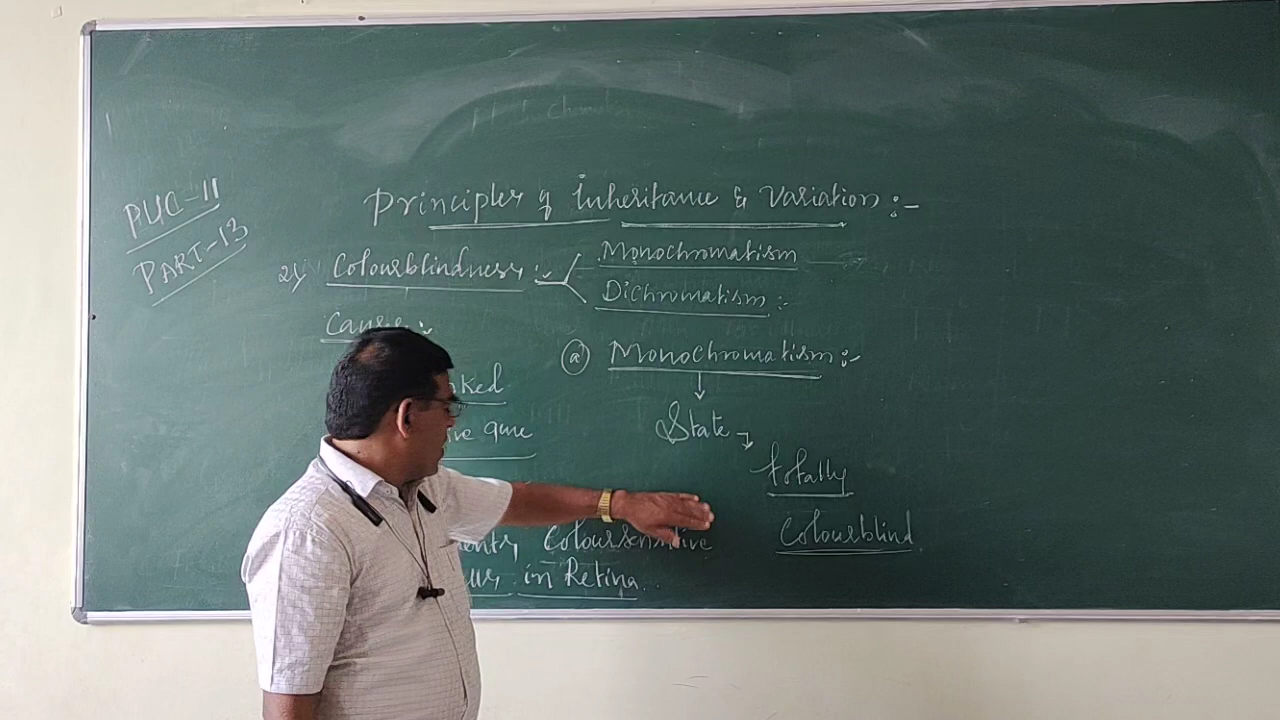 PUC-II
PART-13
Principles of Inheritance & Variation :-
2) Colourblindness :-
Monochromatism
Dichromatism :-
Cause :-
(a) Monochromatism :-
State
totally
Colourblind
Coloursensitive
in Retina.